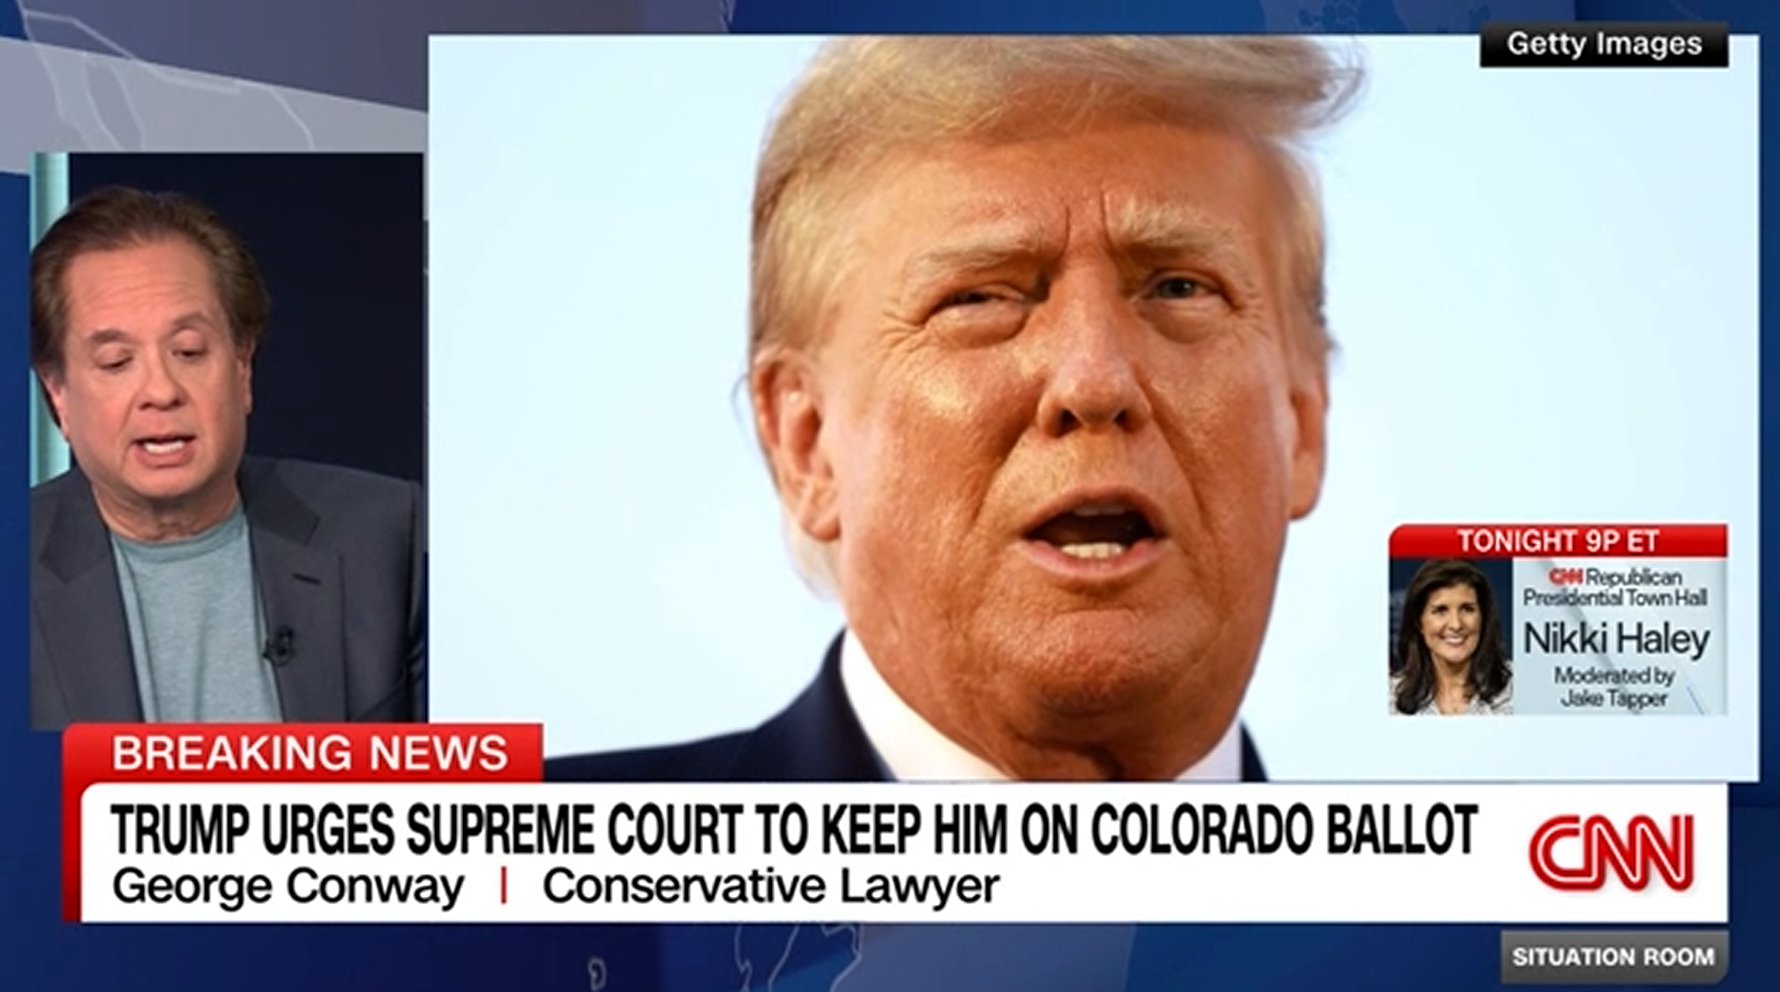 Getty Images
TONIGHT 9P ET
CNN Republican
Presidential Town Hall
Nikki Haley
Moderated by
Jake Tapper
BREAKING NEWS
TRUMP URGES SUPREME COURT TO KEEP HIM ON COLORADO BALLOT
George Conway | Conservative Lawyer
CNN
SITUATION ROOM